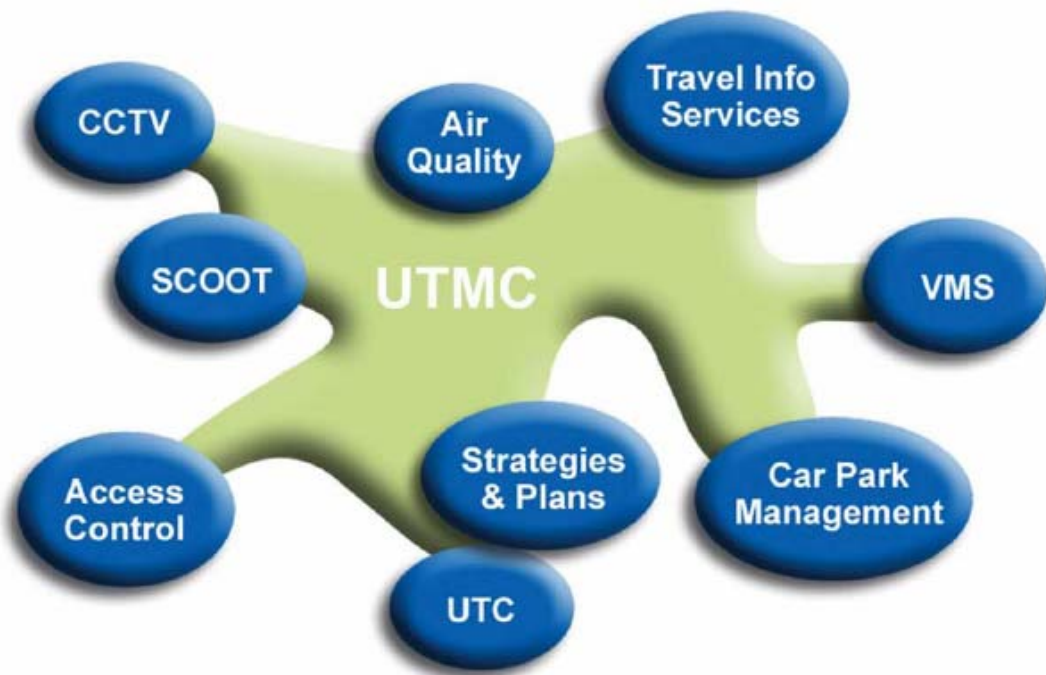 CCTV
Air
Quality
Travel Info
Services
SCOOT
UTMC
VMS
Access
Control
Strategies
& Plans
Car Park
Management
UTC